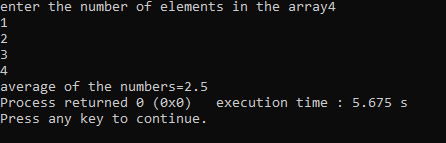 enter the number of elements in the array4
1
2
3
4
average of the numbers=2.5
Process returned 0 (0x0)   execution time : 5.675 s
Press any key to continue.